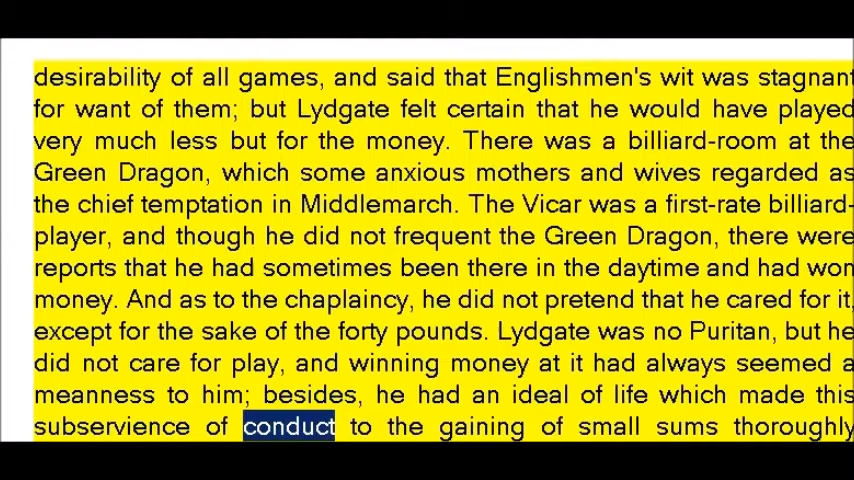 desirability of all games, and said that Englishmen's wit was stagnant
for want of them; but Lydgate felt certain that he would have played
very much less but for the money. There was a billiard-room at the
Green Dragon, which some anxious mothers and wives regarded as
the chief temptation in Middlemarch. The Vicar was a first-rate billiard-
player, and though he did not frequent the Green Dragon, there were
reports that he had sometimes been there in the daytime and had won
money. And as to the chaplaincy, he did not pretend that he cared for it,
except for the sake of the forty pounds. Lydgate was no Puritan, but he
did not care for play, and winning money at it had always seemed a
meanness to him; besides, he had an ideal of life which made this
subservience of conduct to the gaining of small sums thoroughly